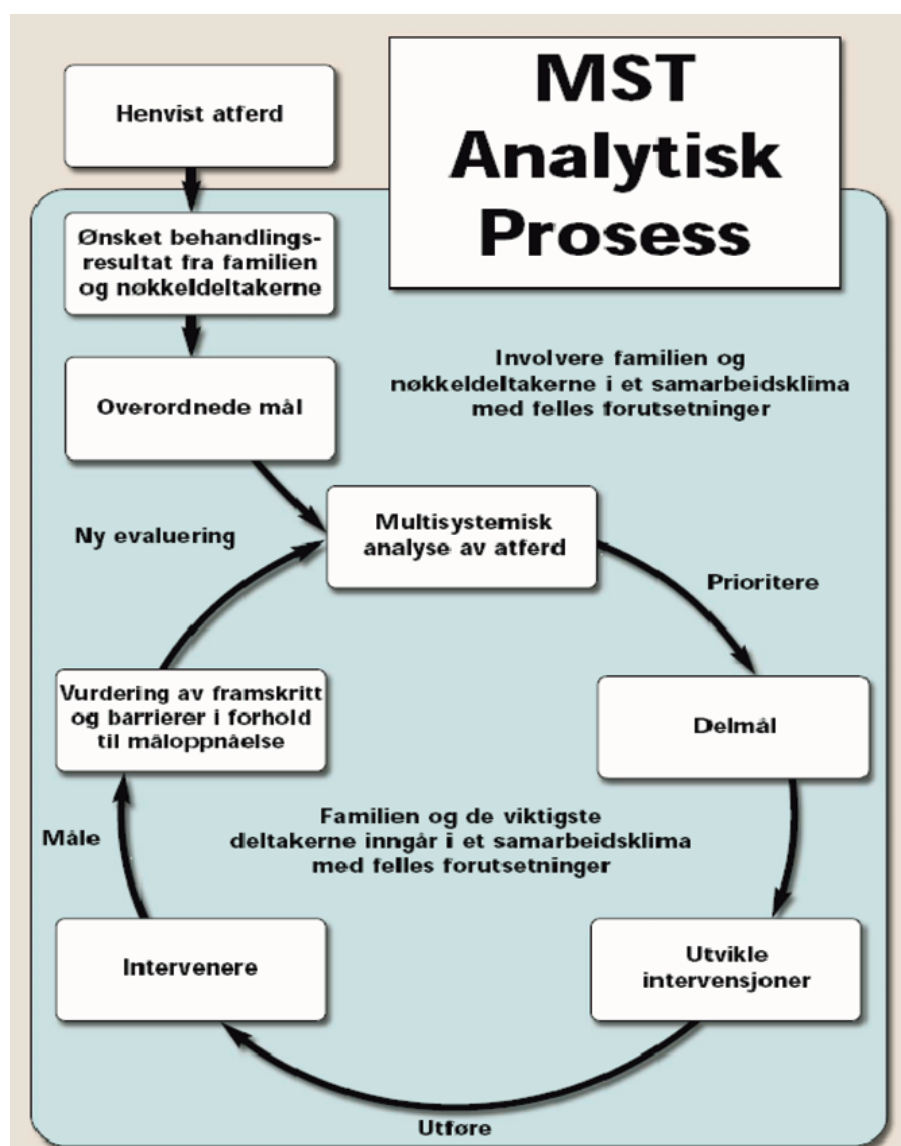 MST
Analytisk
Prosess
Henvist atferd
Ønsket behandlings-
resultat fra familien
og nøkkeldeltakerne
Overordnede mål
Involvere familien og
nøkkeldeltakerne i et samarbeidsklima
med felles forutsetninger
Ny evaluering
Multisystemisk
analyse av atferd
Prioritere
Vurdering av framskritt
og barrierer i forhold
til måloppnåelse
Delmål
Måle
Familien og de viktigste
deltakerne inngår i et samarbeidsklima
med felles forutsetninger
Intervenere
Utvikle
intervensjoner
Utføre